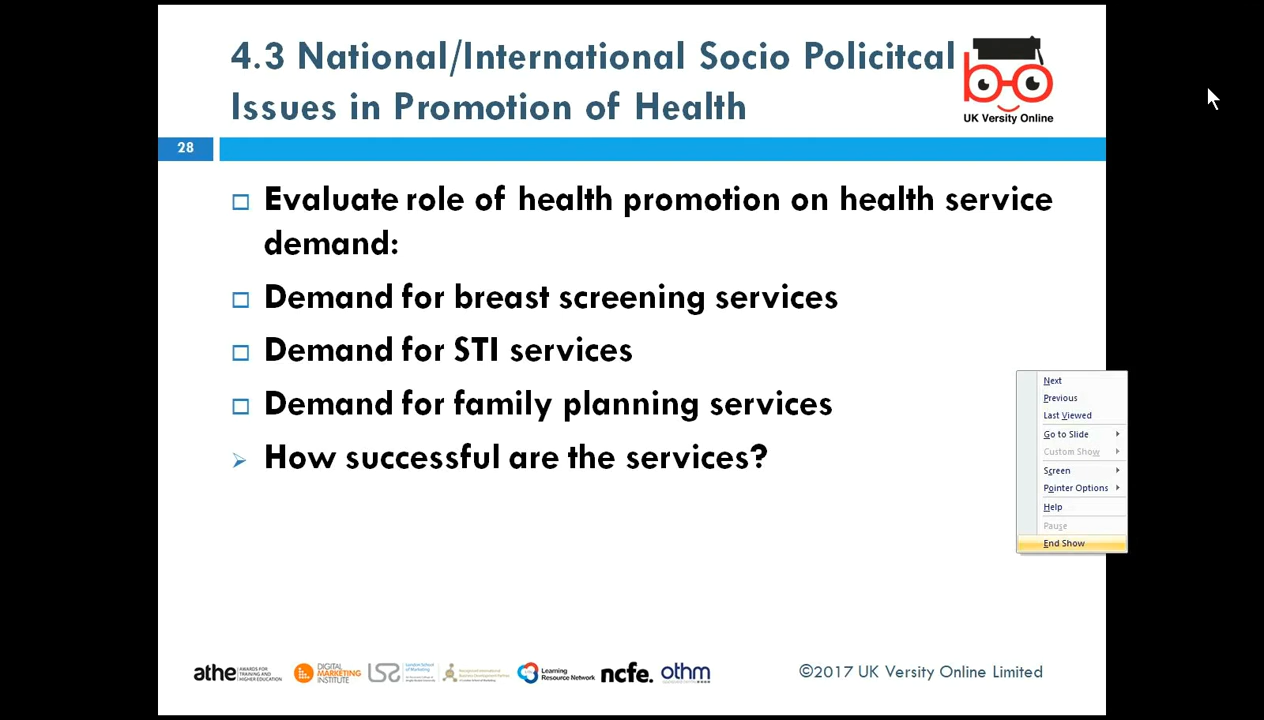 4.3 National/International Socio Policitcal
Issues in Promotion of Health
UK Versity Online
28
Evaluate role of health promotion on health service
demand:
Demand for breast screening services
Demand for STI services
Demand for family planning services
How successful are the services?
Next
Previous
Last Viewed
Go to Slide
Custom Show
Screen
Pointer Options
Help
Pause
End Show
athe AWARDS FOR TRAINING AND HIGHER EDUCATION
DIGITAL MARKETING INSTITUTE
London School of Marketing
Learning Resource Network
ncfe.
othm
©2017 UK Versity Online Limited